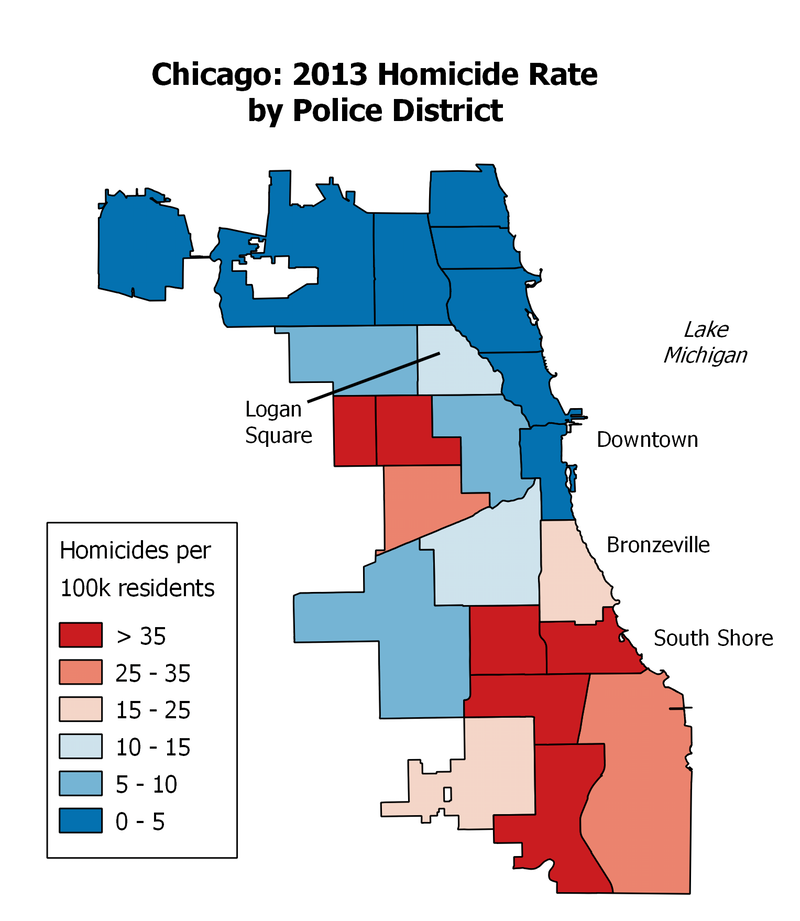 Chicago: 2013 Homicide Rate
by Police District
Lake
Michigan
Logan
Square
Downtown
Bronzeville
South Shore
Homicides per
100k residents
> 35
25 - 35
15 - 25
10 - 15
5 - 10
0 - 5